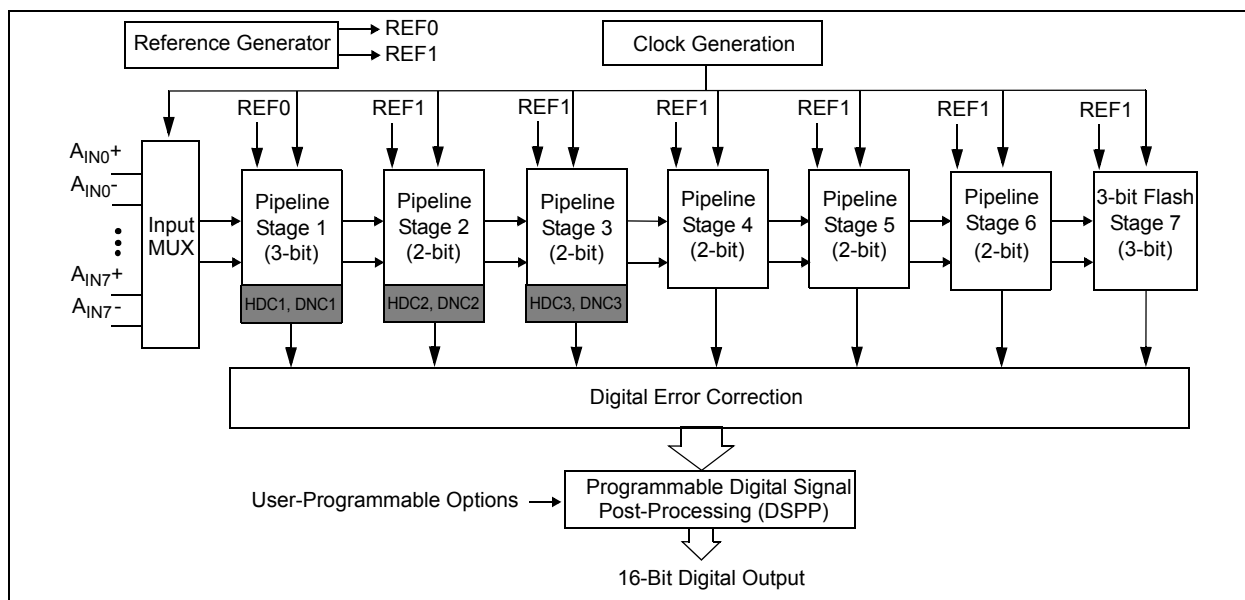 Reference Generator
REF0
REF1
Clock Generation
REF0
REF1
REF1
REF1
REF1
REF1
REF1
AIN0+
AIN0-
AIN7+
AIN7-
Input
MUX
Pipeline
Stage 1
(3-bit)
HDC1, DNC1
Pipeline
Stage 2
(2-bit)
HDC2, DNC2
Pipeline
Stage 3
(2-bit)
HDC3, DNC3
Pipeline
Stage 4
(2-bit)
Pipeline
Stage 5
(2-bit)
Pipeline
Stage 6
(2-bit)
3-bit Flash
Stage 7
(3-bit)
Digital Error Correction
User-Programmable Options
Programmable Digital Signal
Post-Processing (DSPP)
16-Bit Digital Output